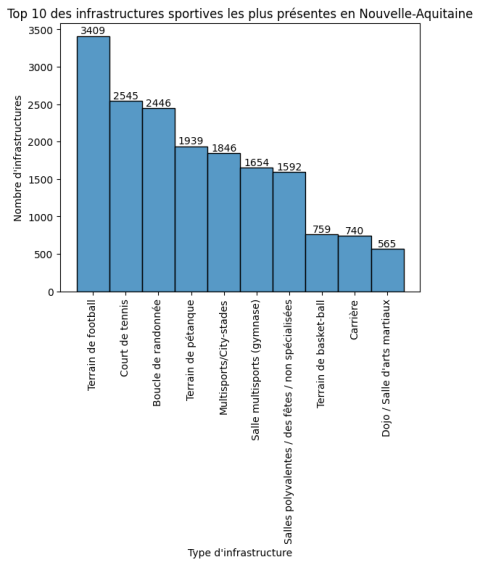 Top 10 des infrastructures sportives les plus présentes en Nouvelle-Aquitaine
Nombre d'infrastructures
3500
3000
2500
2000
1500
1000
500
0
3409
2545
2446
1939
1846
1654
1592
759
740
565
Terrain de football
Court de tennis
Boucle de randonnée
Terrain de pétanque
Multisports/City-stades
Salle multisports (gymnase)
Salles polyvalentes / des fêtes / non spécialisées
Terrain de basket-ball
Carrière
Dojo / Salle d'arts martiaux
Type d'infrastructure